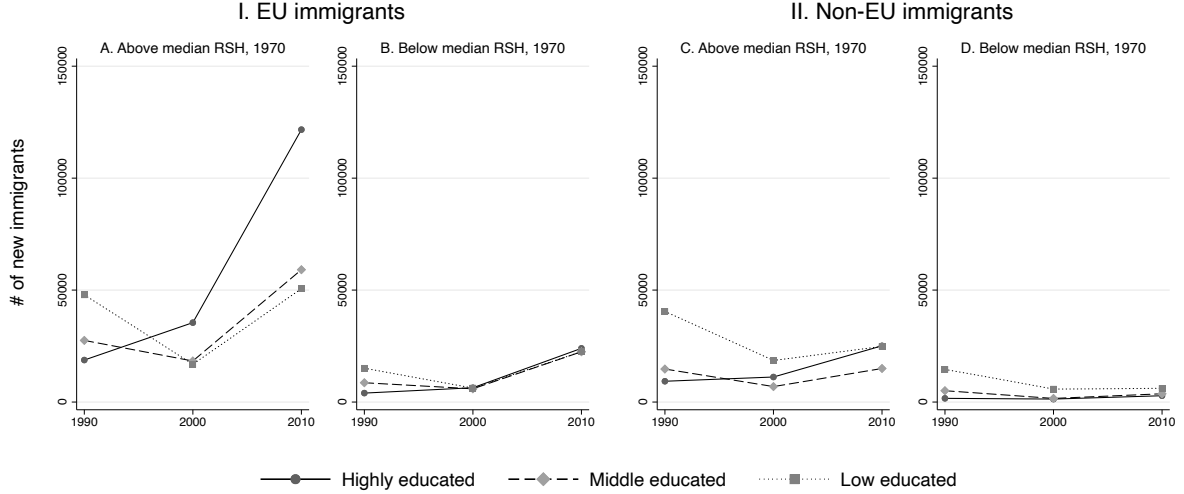 I. EU immigrants
II. Non-EU immigrants
A. Above median RSH, 1970
B. Below median RSH, 1970
C. Above median RSH, 1970
D. Below median RSH, 1970
# of new immigrants
150000
100000
50000
0
1990 2000 2010
150000
100000
50000
0
1990 2000 2010
150000
100000
50000
0
1990 2000 2010
150000
100000
50000
0
1990 2000 2010
Highly educated Middle educated Low educated